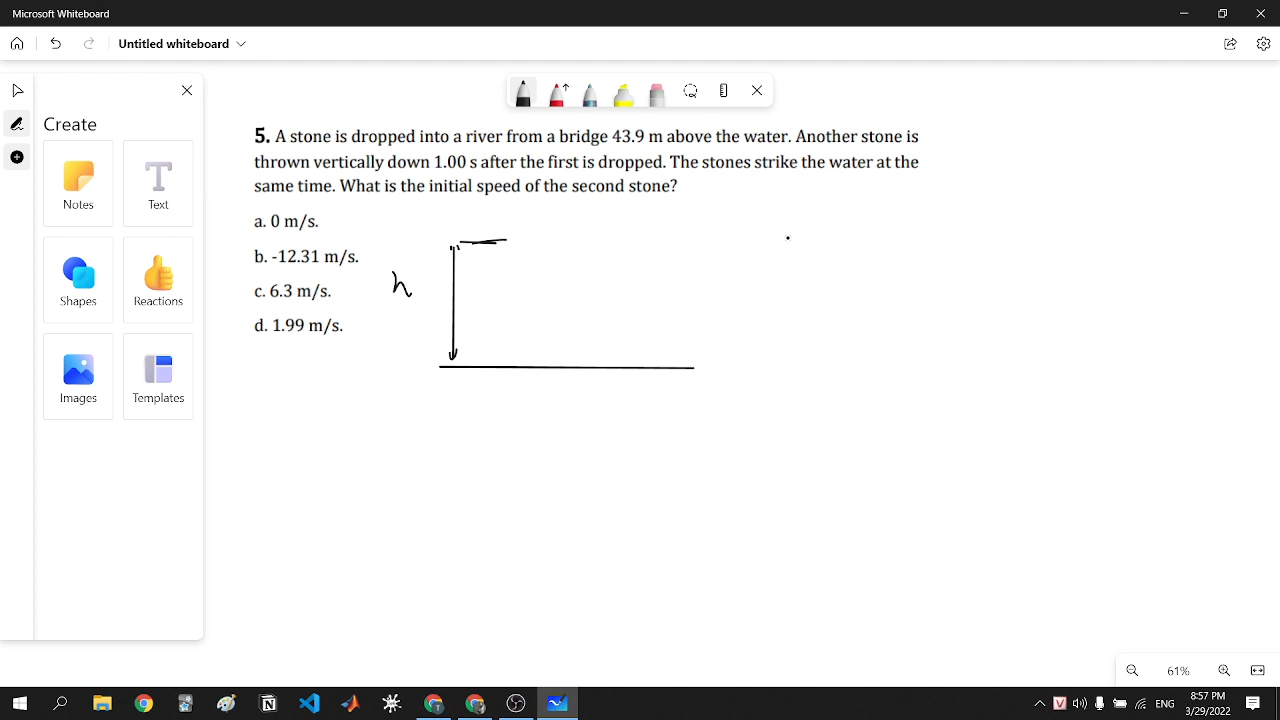 Microsoft Whiteboard
Untitled whiteboard
Create
Notes
Text
Shapes
Reactions
Images
Templates
5. A stone is dropped into a river from a bridge 43.9 m above the water. Another stone is
thrown vertically down 1.00 s after the first is dropped. The stones strike the water at the
same time. What is the initial speed of the second stone?
a. 0 m/s.
b. -12.31 m/s.
c. 6.3 m/s.
d. 1.99 m/s.
h
61%
V
ENG
8:57 PM
3/29/2022